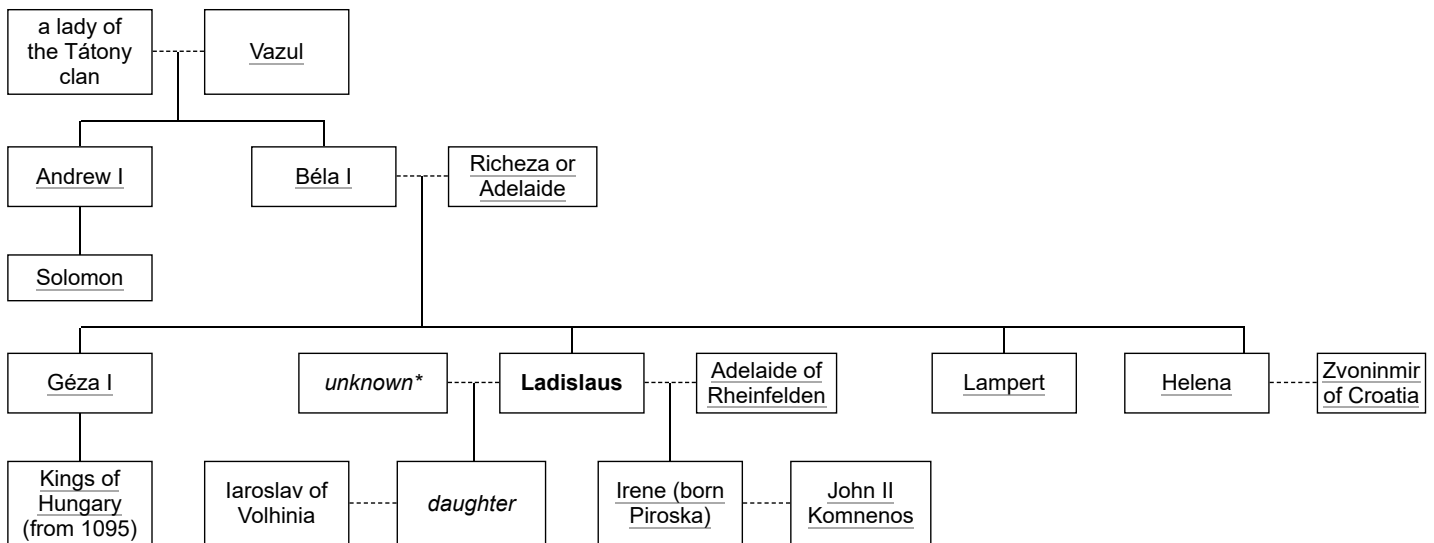 a lady of
the Tátony
clan
Vazul
Andrew I
Béla I
Richeza or
Adelaide
Solomon
Géza I
unknown*
Ladislaus
Adelaide of
Rheinfelden
Lampert
Helena
Zvoninmir
of Croatia
Kings of
Hungary
(from 1095)
Iaroslav of
Volhinia
daughter
Irene (born
Piroska)
John II
Komnenos